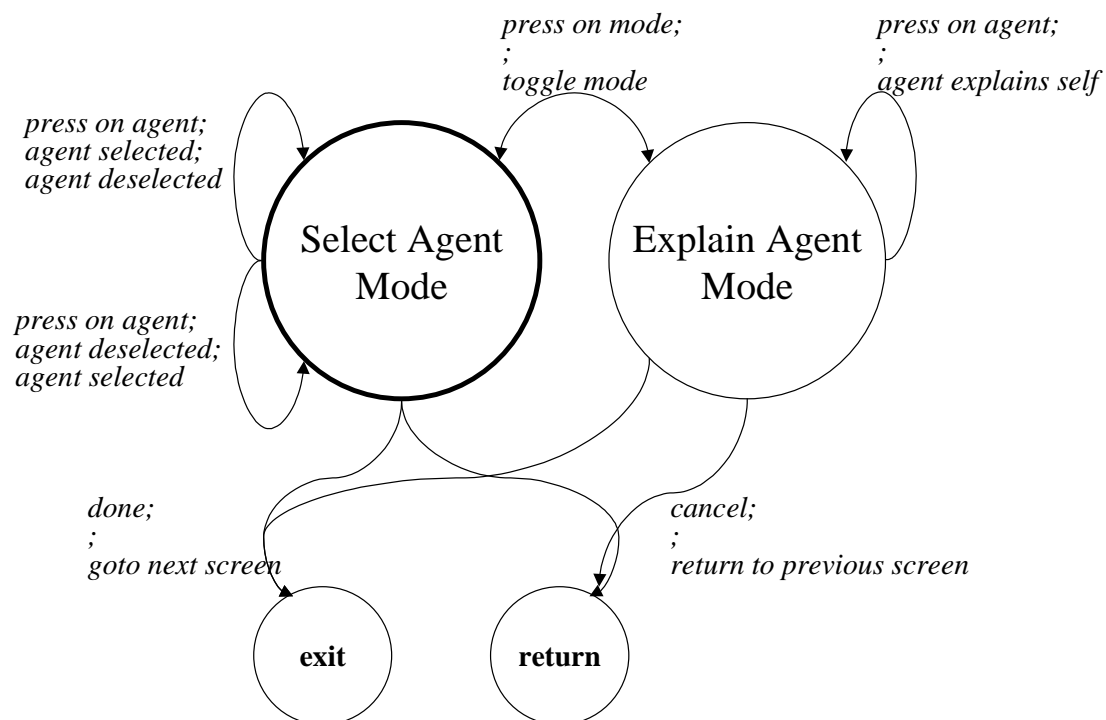 press on mode;
;
toggle mode
press on agent;
;
agent explains self
press on agent;
agent selected;
agent deselected
Select Agent
Mode
Explain Agent
Mode
press on agent;
agent deselected;
agent selected
done;
;
goto next screen
cancel;
;
return to previous screen
exit
return